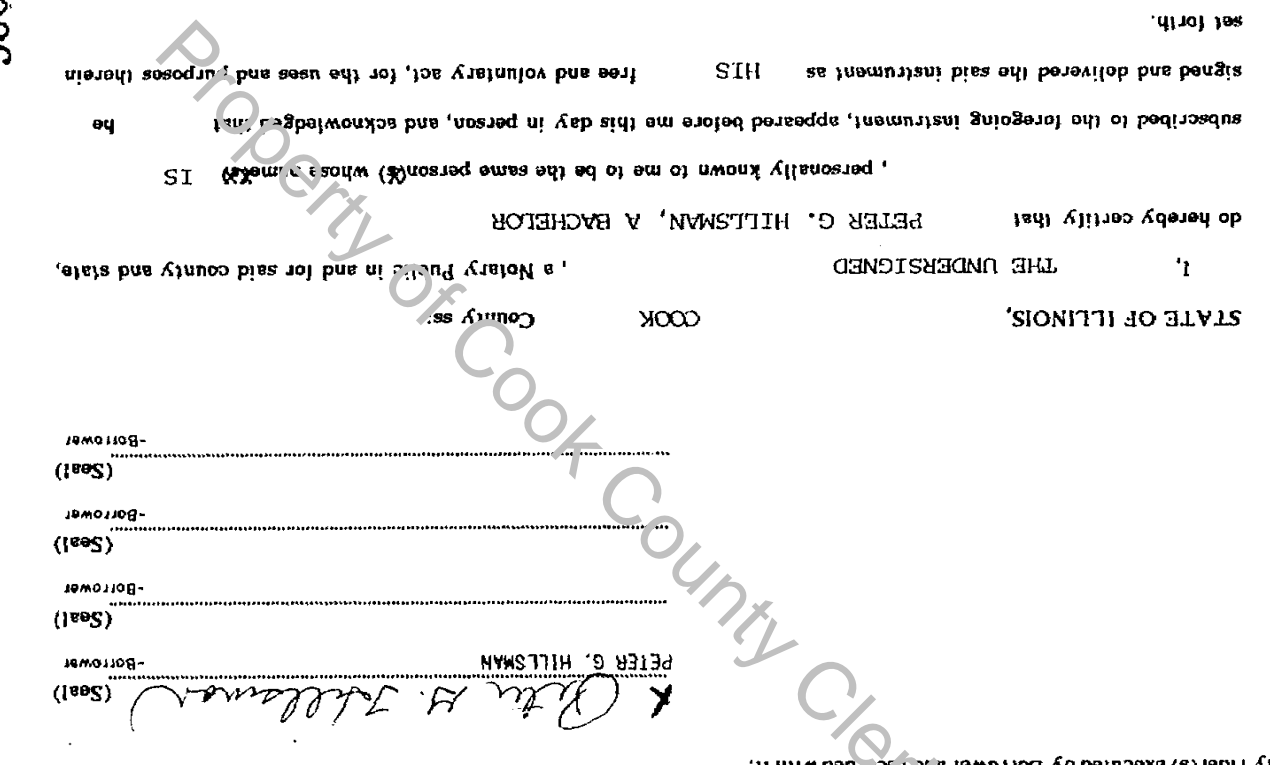 y rider(s) executed by Borrower and
X Peter G. Hillsman (Seal)
PETER G. HILLSMAN -Borrower
(Seal)
-Borrower
(Seal)
-Borrower
(Seal)
-Borrower
STATE OF ILLINOIS, COOK County ss:
I, THE UNDERSIGNED , a Notary Public in and for said county and state,
do hereby certify that PETER G. HILLSMAN, A BACHELOR
, personally known to me to be the same person(s) whose name(s) IS
subscribed to the foregoing instrument, appeared before me this day in person, and acknowledged that he
signed and delivered the said instrument as HIS free and voluntary act, for the uses and purposes therein
set forth.
Property of Cook County Cler